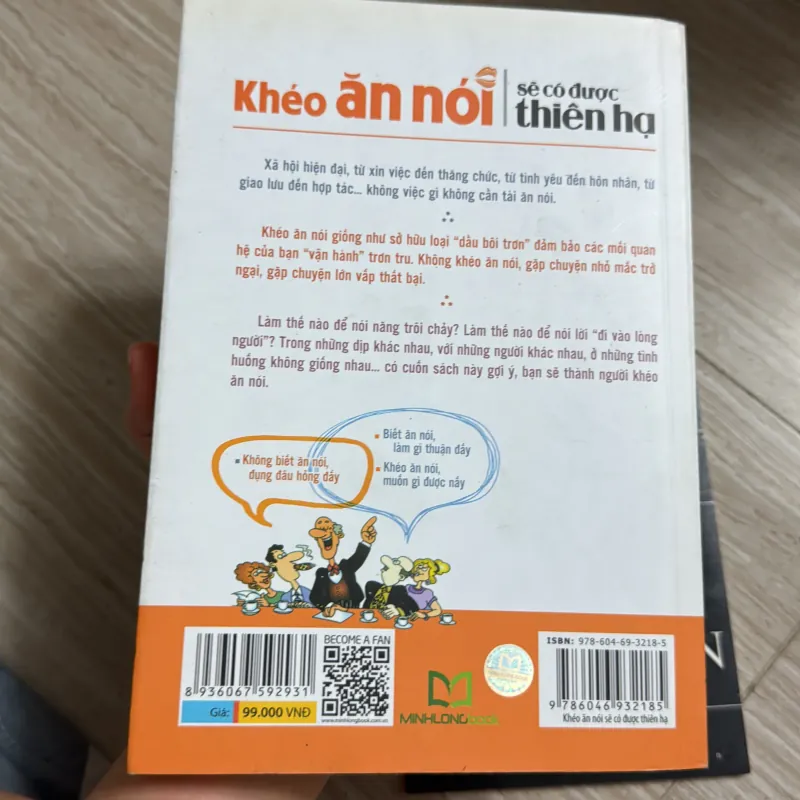 Khéo ăn nói sẽ có được thiên hạ
Xã hội hiện đại, từ xin việc đến thăng chức, từ tình yêu đến hôn nhân, từ
giao lưu đến hợp tác... không việc gì không cần tài ăn nói.
Khéo ăn nói giống như sở hữu loại "dầu bôi trơn" đảm bảo các mối quan
hệ của bạn "vận hành" trơn tru. Không khéo ăn nói, gặp chuyện nhỏ mắc trở
ngại, gặp chuyện lớn vấp thất bại.
Làm thế nào để nói năng trôi chảy? Làm thế nào để nói lời "đi vào lòng
người"? Trong những dịp khác nhau, với những người khác nhau, ở những tình
huống không giống nhau... có cuốn sách này gợi ý, bạn sẽ thành người khéo
ăn nói.
Biết ăn nói,
làm gì thuận đấy
Không biết ăn nói,
đụng đâu hỏng đấy
Khéo ăn nói,
muốn gì được nấy
8 936067 592931
Giá: 99.000 VNĐ
BECOME A FAN
www.minhlongbook.com.vn
MINHLONGBOOK
ISBN: 978-604-69-3218-5
9 786046 932185
Khéo ăn nói sẽ có được thiên hạ
N